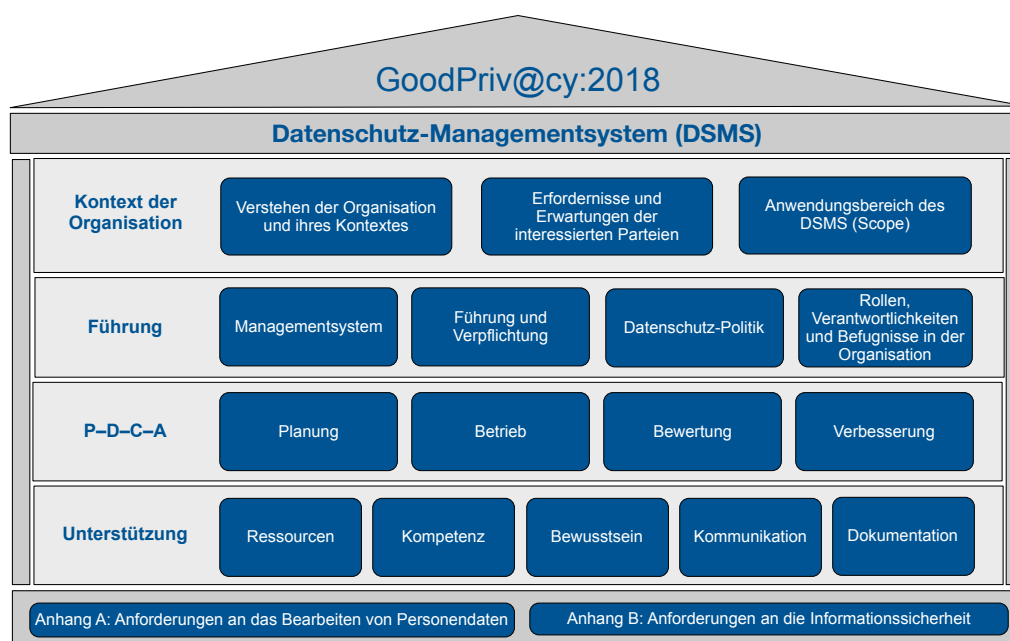 GoodPriv@cy:2018
Datenschutz-Managementsystem (DSMS)
Kontext der
Organisation
Verstehen der Organisation
und ihres Kontextes
Erfordernisse und
Erwartungen der
interessierten Parteien
Anwendungsbereich des
DSMS (Scope)
Führung
Managementsystem
Führung und
Verpflichtung
Datenschutz-Politik
Rollen,
Verantwortlichkeiten
und Befugnisse in der
Organisation
P–D–C–A
Planung
Betrieb
Bewertung
Verbesserung
Unterstützung
Ressourcen
Kompetenz
Bewusstsein
Kommunikation
Dokumentation
Anhang A: Anforderungen an das Bearbeiten von Personendaten
Anhang B: Anforderungen an die Informationssicherheit